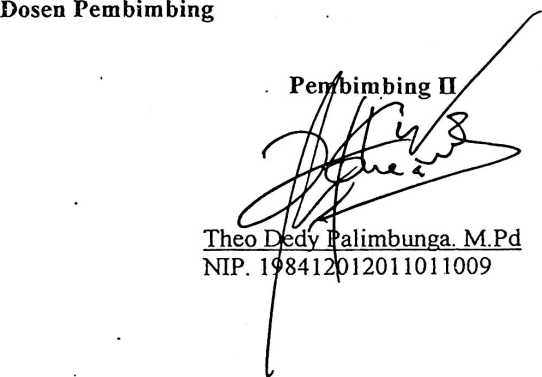 Dosen Pembimbing
Pembimbing II
Theo Dedy Palimbunga. M.Pd
NIP. 198412012011011009